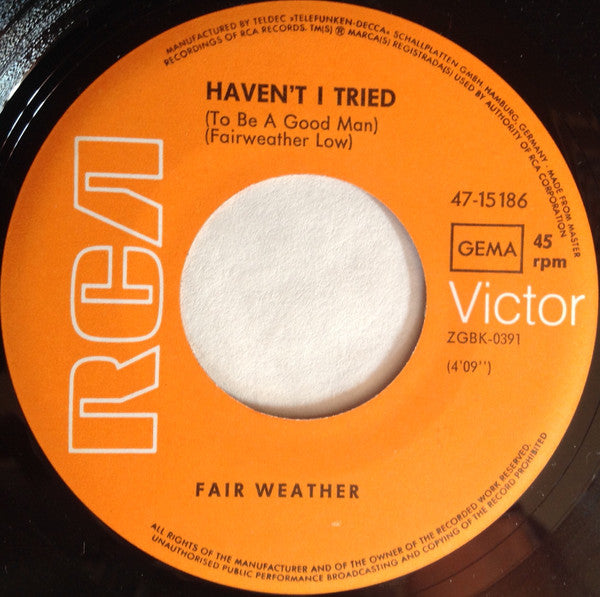 MANUFACTURED BY TELDEC »TELEFUNKEN-DECCA« SCHALLPLATTEN GMBH, HAMBURG, GERMANY · MADE FROM MASTER
RECORDINGS OF RCA RECORDS. TM(S) ® MARCA(S) REGISTRADA(S) USED BY AUTHORITY OF RCA CORPORATION
HAVEN'T I TRIED
(To Be A Good Man)
(Fairweather Low)
RCA
47-15186
GEMA
45
rpm
Victor
ZGBK-0391
(4'09")
FAIR WEATHER
ALL RIGHTS OF THE MANUFACTURER AND OF THE OWNER OF THE RECORDED WORK RESERVED.
UNAUTHORISED PUBLIC PERFORMANCE BROADCASTING AND COPYING OF THE RECORD PROHIBITED